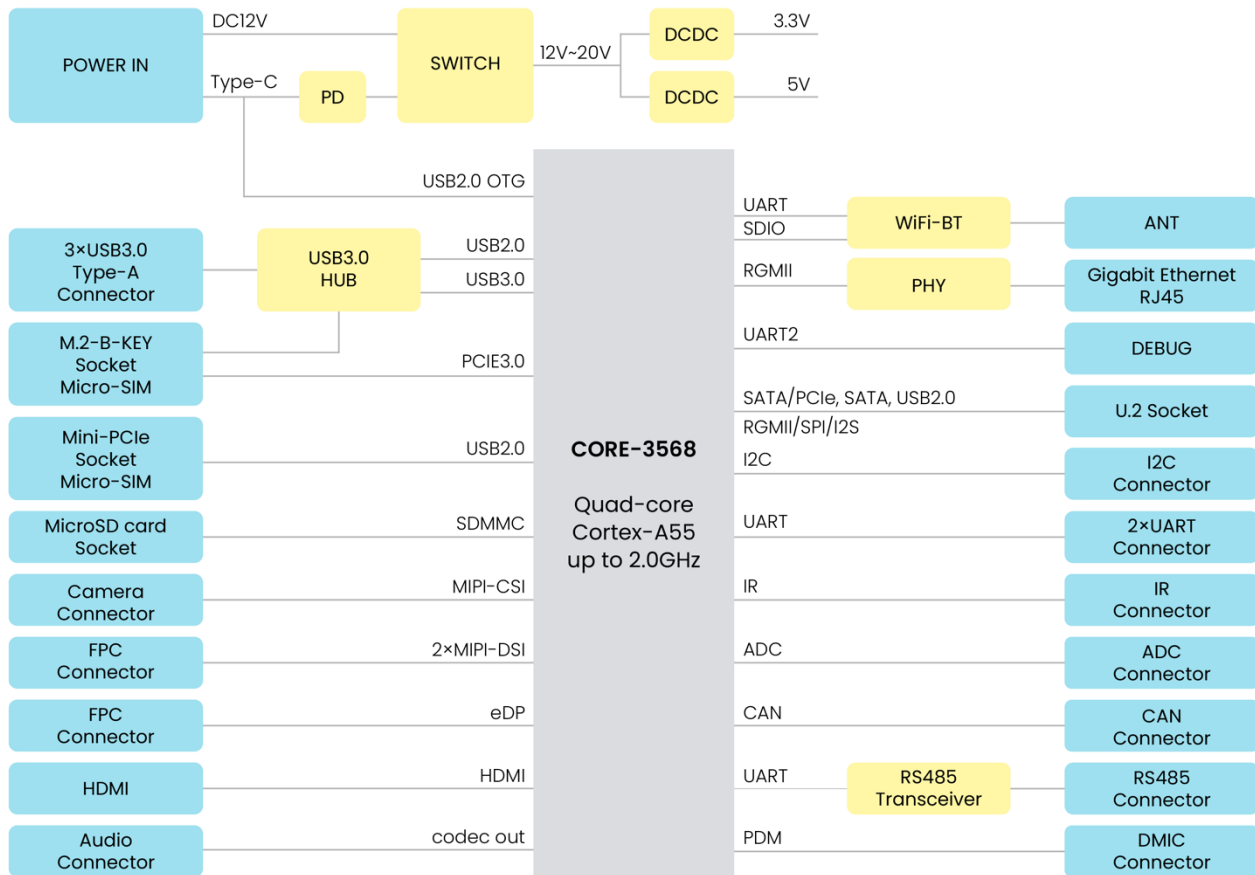 POWER IN
DC12V
Type-C
PD
SWITCH
12V~20V
DCDC
3.3V
DCDC
5V
USB2.0 OTG
3×USB3.0
Type-A
Connector
USB3.0
HUB
USB2.0
USB3.0
M.2-B-KEY
Socket
Micro-SIM
PCIE3.0
Mini-PCIe
Socket
Micro-SIM
USB2.0
MicroSD card
Socket
SDMMC
Camera
Connector
MIPI-CSI
FPC
Connector
2×MIPI-DSI
FPC
Connector
eDP
HDMI
HDMI
Audio
Connector
codec out
CORE-3568
Quad-core
Cortex-A55
up to 2.0GHz
UART
SDIO
WiFi-BT
ANT
RGMII
PHY
Gigabit Ethernet
RJ45
UART2
DEBUG
SATA/PCIe, SATA, USB2.0
RGMII/SPI/I2S
U.2 Socket
I2C
I2C
Connector
UART
2×UART
Connector
IR
IR
Connector
ADC
ADC
Connector
CAN
CAN
Connector
UART
RS485
Transceiver
RS485
Connector
PDM
DMIC
Connector